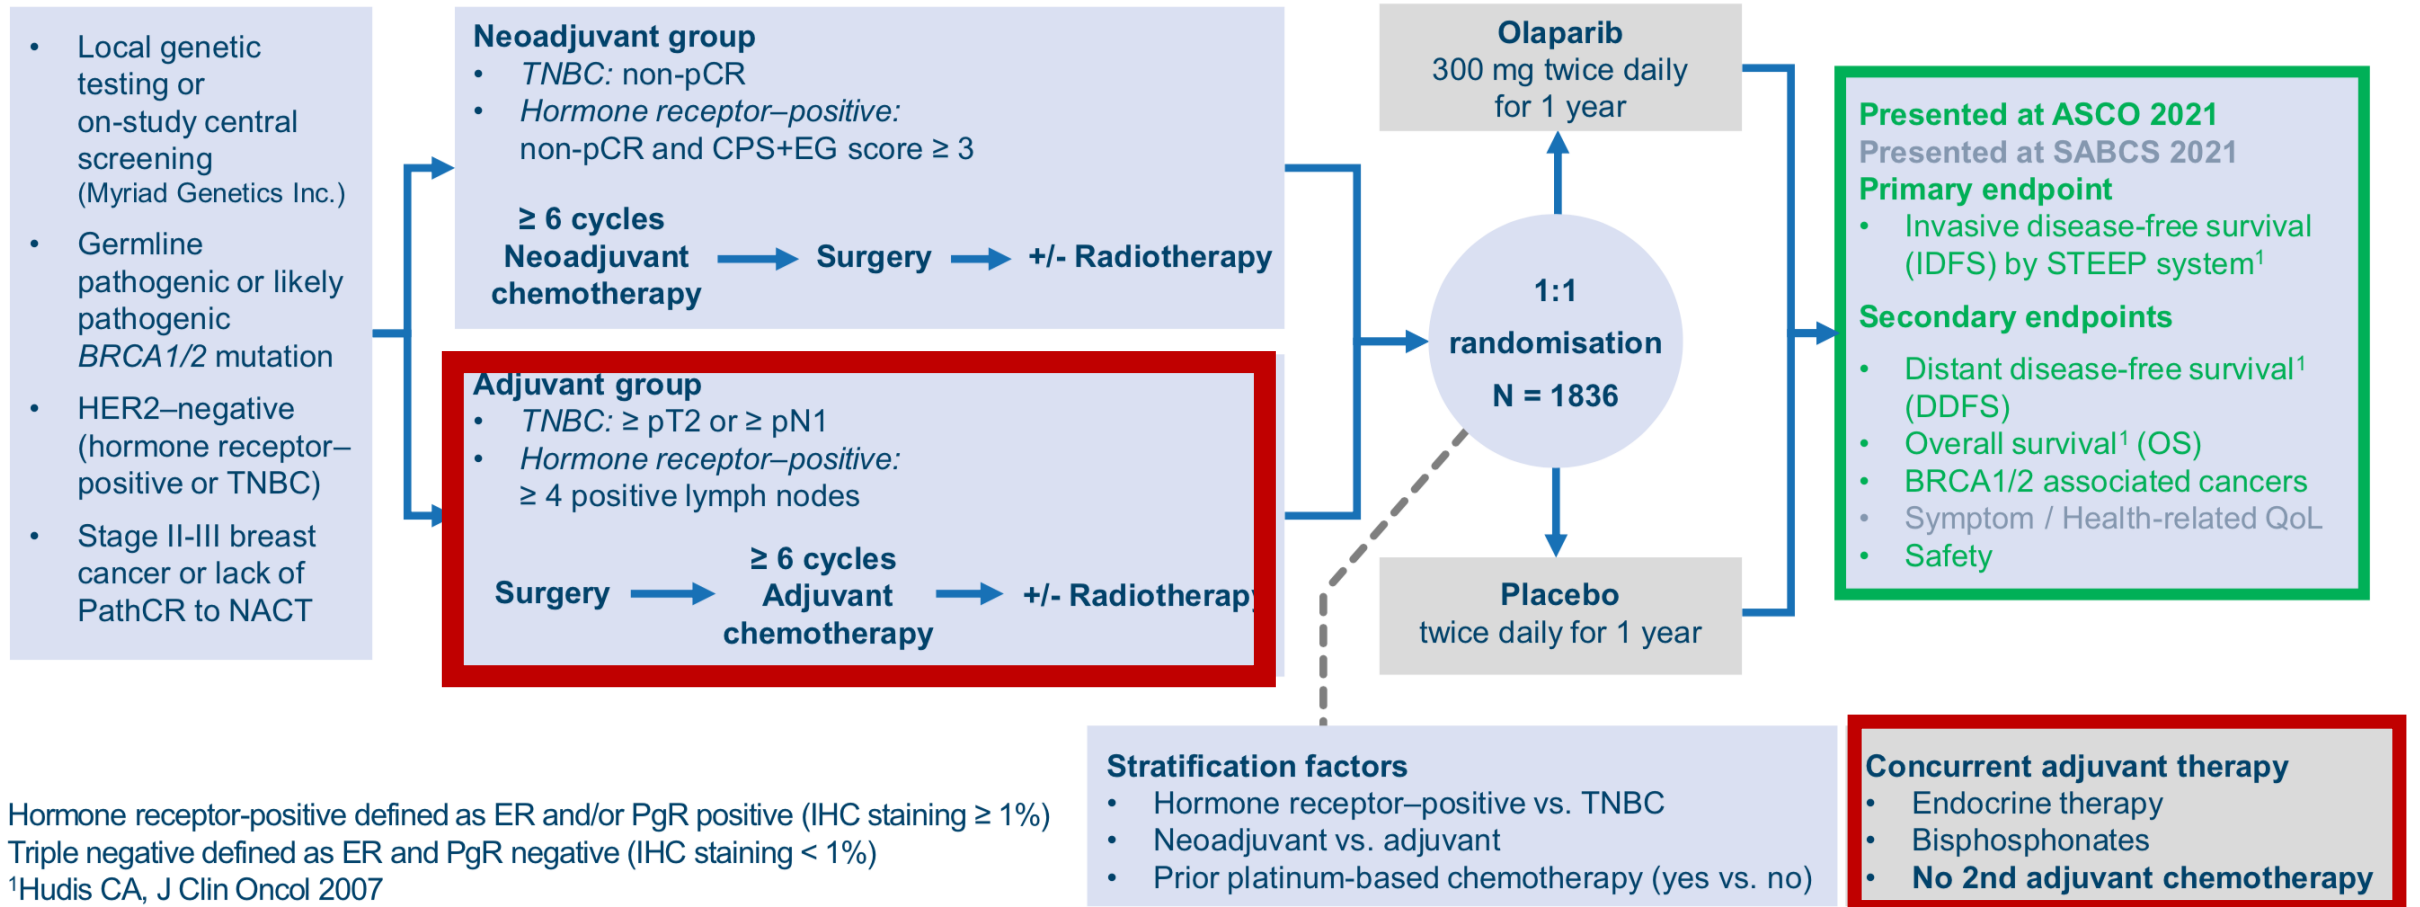 • Local genetic
testing or
on-study central
screening
(Myriad Genetics Inc.)
• Germline
pathogenic or likely
pathogenic
BRCA1/2 mutation
• HER2–negative
(hormone receptor–
positive or TNBC)
• Stage II-III breast
cancer or lack of
PathCR to NACT
Neoadjuvant group
• TNBC: non-pCR
• Hormone receptor–positive:
non-pCR and CPS+EG score ≥ 3
≥ 6 cycles
Neoadjuvant
chemotherapy
Surgery
+/- Radiotherapy
Adjuvant group
• TNBC: ≥ pT2 or ≥ pN1
• Hormone receptor–positive:
≥ 4 positive lymph nodes
Surgery
≥ 6 cycles
Adjuvant
chemotherapy
+/- Radiotherapy
Olaparib
300 mg twice daily
for 1 year
1:1
randomisation
N = 1836
Placebo
twice daily for 1 year
Presented at ASCO 2021
Presented at SABCS 2021
Primary endpoint
• Invasive disease-free survival
(IDFS) by STEEP system¹
Secondary endpoints
• Distant disease-free survival¹
(DDFS)
• Overall survival¹ (OS)
• BRCA1/2 associated cancers
• Symptom / Health-related QoL
• Safety
Stratification factors
• Hormone receptor–positive vs. TNBC
• Neoadjuvant vs. adjuvant
• Prior platinum-based chemotherapy (yes vs. no)
Concurrent adjuvant therapy
• Endocrine therapy
• Bisphosphonates
• No 2nd adjuvant chemotherapy
Hormone receptor-positive defined as ER and/or PgR positive (IHC staining ≥ 1%)
Triple negative defined as ER and PgR negative (IHC staining < 1%)
¹Hudis CA, J Clin Oncol 2007